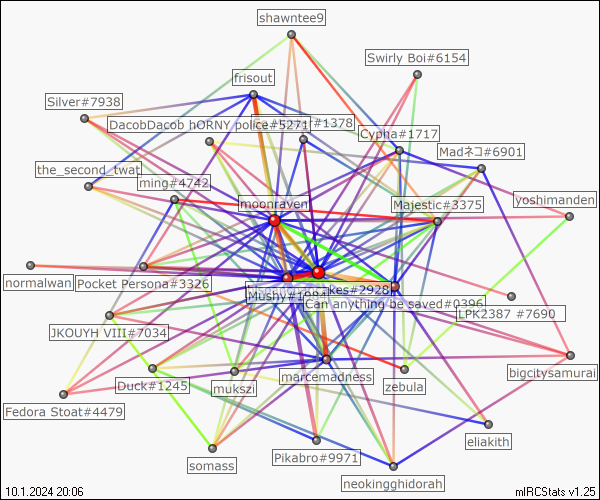 shawntee9
Swirly Boi#6154
frisout
Silver#7938
DacobDacob hORNY police#5271
r#1378
Cypha#1717
Madネコ#6901
the_second_twat
ming#4742
yoshimanden
moonraven
Majestic#3375
normalwan
Pocket Persona#3326
kes#2928
Mushy#1984
Can anything be saved#0396
LPK2387 #7690
JKOUYH VIII#7034
bigcitysamurai
marcemadness
Duck#1245
mukszi
zebula
Fedora Stoat#4479
eliakith
somass
Pikabro#9971
neokingghidorah
10.1.2024 20:06
mIRCStats v1.25